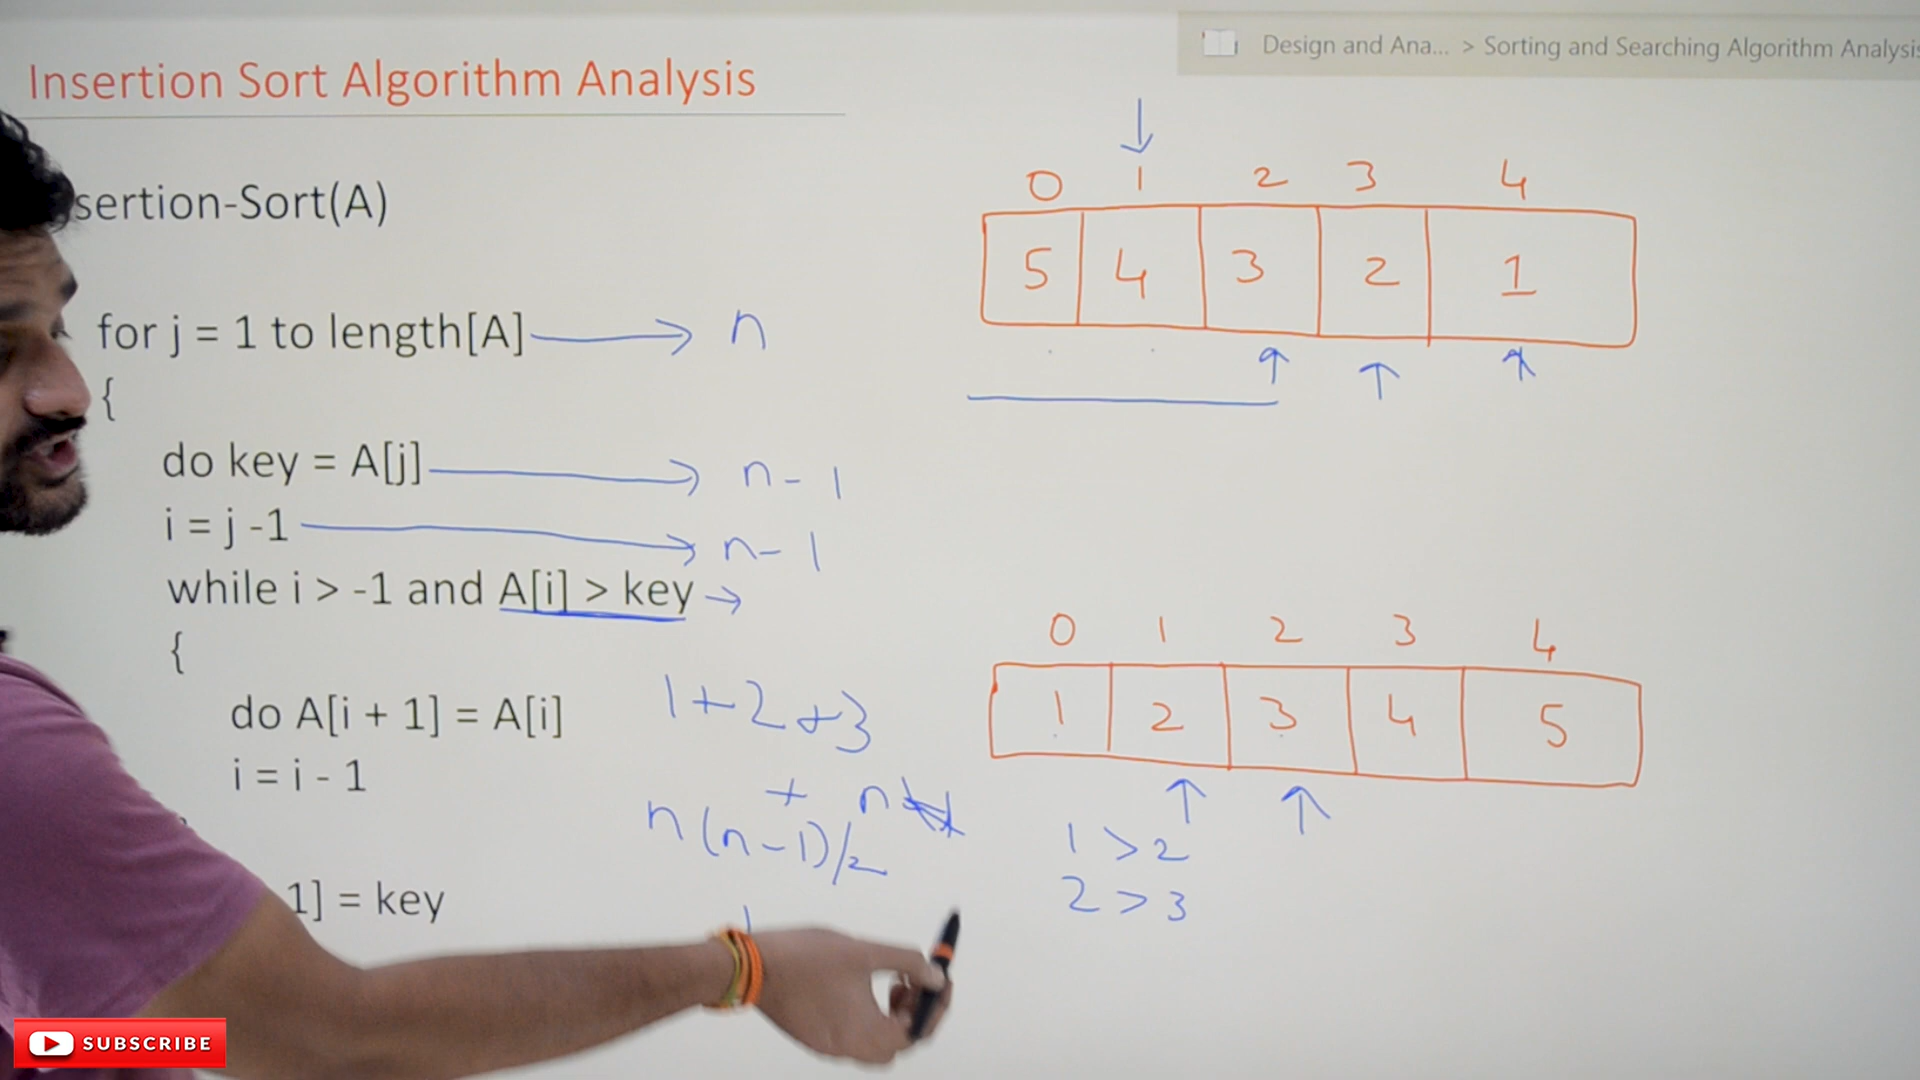 Insertion Sort Algorithm Analysis
Design and Ana... > Sorting and Searching Algorithm Analysis
sertion-Sort(A)
for j = 1 to length[A] → n
{
do key = A[j] → n-1
i = j -1 → n-1
while i > -1 and A[i] > key →
{
do A[i + 1] = A[i]
i = i - 1
1] = key
1+2+3
+ n
n(n-1)/2
1
↓
0 1 2 3 4
5 4 3 2 1
↑ ↑ ↑
0 1 2 3 4
1 2 3 4 5
↑ ↑
1 > 2
2 > 3
SUBSCRIBE